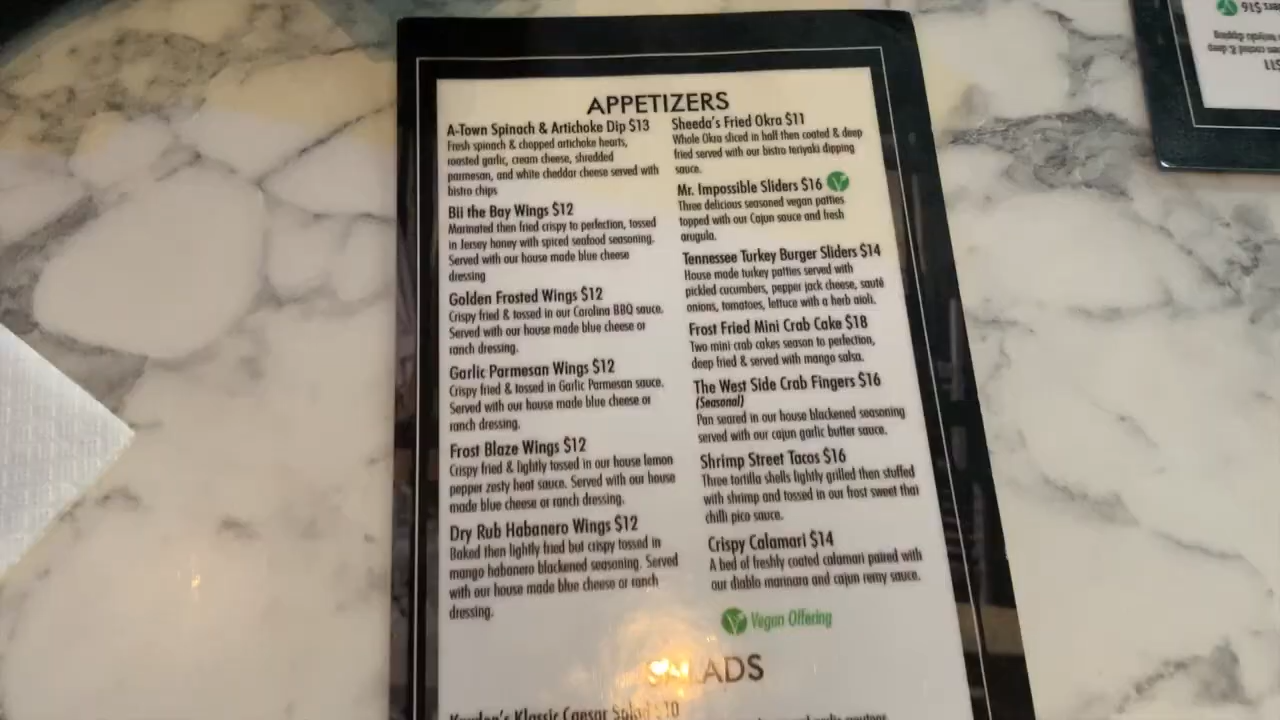 APPETIZERS
A-Town Spinach & Artichoke Dip $13
Fresh spinach & chopped artichoke hearts,
roasted garlic, cream cheese, shredded
parmesan, and white cheddar cheese served with
bistro chips
Bii the Bay Wings $12
Marinated then fried crispy to perfection, tossed
in Jersey honey with spiced seafood seasoning.
Served with our house made blue cheese
dressing
Golden Frosted Wings $12
Crispy fried & tossed in our Carolina BBQ sauce.
Served with our house made blue cheese or
ranch dressing.
Garlic Parmesan Wings $12
Crispy fried & tossed in Garlic Parmesan sauce.
Served with our house made blue cheese or
ranch dressing.
Frost Blaze Wings $12
Crispy fried & lightly tossed in our house lemon
pepper zesty heat sauce. Served with our house
made blue cheese or ranch dressing.
Dry Rub Habanero Wings $12
Baked then lightly fried but crispy tossed in
mango habanero blackened seasoning. Served
with our house made blue cheese or ranch
dressing.
Sheeda's Fried Okra $11
Whole Okra sliced in half then coated & deep
fried served with our bistro teriyaki dipping
sauce.
Mr. Impossible Sliders $16 V
Three delicious seasoned vegan patties
topped with our Cajun sauce and fresh
arugula.
Tennessee Turkey Burger Sliders $14
House made turkey patties served with
pickled cucumbers, pepper jack cheese, sauté
onions, tomatoes, lettuce with a herb aioli.
Frost Fried Mini Crab Cake $18
Two mini crab cakes season to perfection,
deep fried & served with mango salsa.
The West Side Crab Fingers $16
(Seasonal)
Pan seared in our house blackened seasoning
served with our cajun garlic butter sauce.
Shrimp Street Tacos $16
Three tortilla shells lightly grilled then stuffed
with shrimp and tossed in our frost sweet thai
chilli pico sauce.
Crispy Calamari $14
A bed of freshly coated calamari paired with
our diablo marinara and cajun remy sauce.
V Vegan Offering
SALADS
Klassic Caesar Salad $10